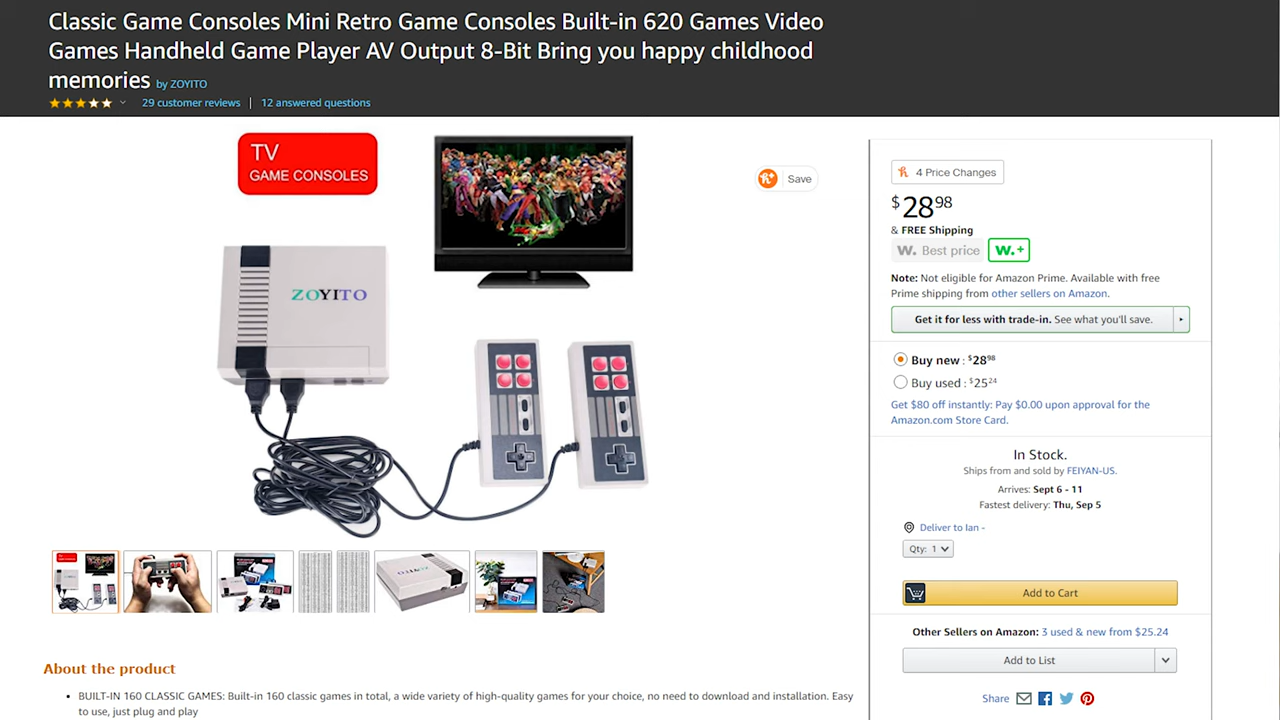 Classic Game Consoles Mini Retro Game Consoles Built-in 620 Games Video
Games Handheld Game Player AV Output 8-Bit Bring you happy childhood
memories by ZOYITO
29 customer reviews | 12 answered questions
TV
GAME CONSOLES
ZOYITO
Save
4 Price Changes
$2898
& FREE Shipping
W. Best price W.+
Note: Not eligible for Amazon Prime. Available with free
Prime shipping from other sellers on Amazon.
Get it for less with trade-in. See what you'll save.
Buy new : $2898
Buy used : $2524
Get $80 off instantly: Pay $0.00 upon approval for the
Amazon.com Store Card.
In Stock.
Ships from and sold by FEIYAN-US.
Arrives: Sept 6 - 11
Fastest delivery: Thu, Sep 5
Deliver to Ian -
Qty: 1
Add to Cart
Other Sellers on Amazon: 3 used & new from $25.24
Add to List
Share
About the product
BUILT-IN 160 CLASSIC GAMES: Built-in 160 classic games in total, a wide variety of high-quality games for your choice, no need to download and installation. Easy
to use, just plug and play